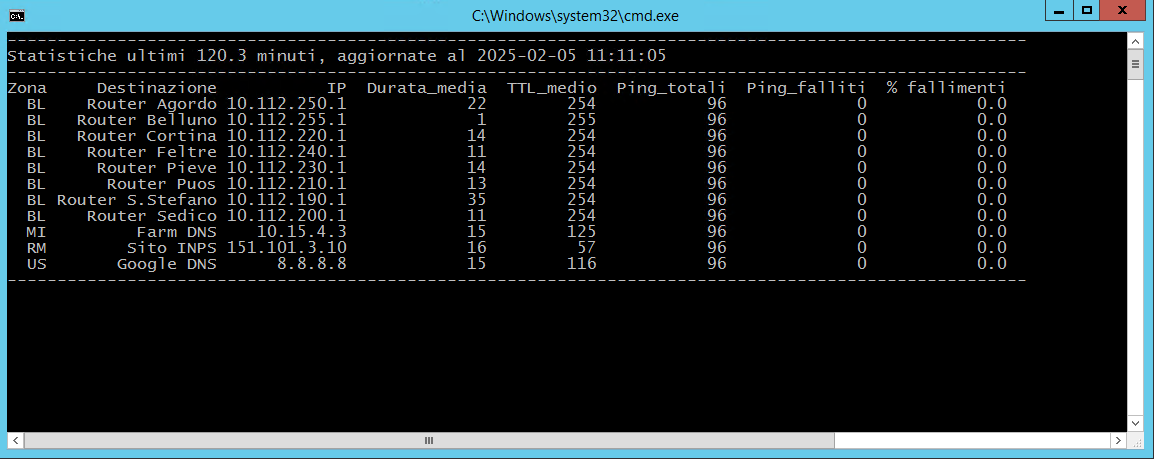 C:\Windows\system32\cmd.exe
--------------------------------------------------------------------------------------------------------
Statistiche ultimi 120.3 minuti, aggiornate al 2025-02-05 11:11:05
--------------------------------------------------------------------------------------------------------
Zona     Destinazione           IP  Durata_media  TTL_medio  Ping_totali  Ping_falliti  % fallimenti
  BL    Router Agordo 10.112.250.1            22        254           96             0           0.0
  BL   Router Belluno 10.112.255.1             1        255           96             0           0.0
  BL   Router Cortina 10.112.220.1            14        254           96             0           0.0
  BL    Router Feltre 10.112.240.1            11        254           96             0           0.0
  BL     Router Pieve 10.112.230.1            14        254           96             0           0.0
  BL      Router Puos 10.112.210.1            13        254           96             0           0.0
  BL Router S.Stefano 10.112.190.1            35        254           96             0           0.0
  BL    Router Sedico 10.112.200.1            11        254           96             0           0.0
  MI         Farm DNS    10.15.4.3            15        125           96             0           0.0
  RM        Sito INPS 151.101.3.10            16         57           96             0           0.0
  US       Google DNS      8.8.8.8            15        116           96             0           0.0
--------------------------------------------------------------------------------------------------------